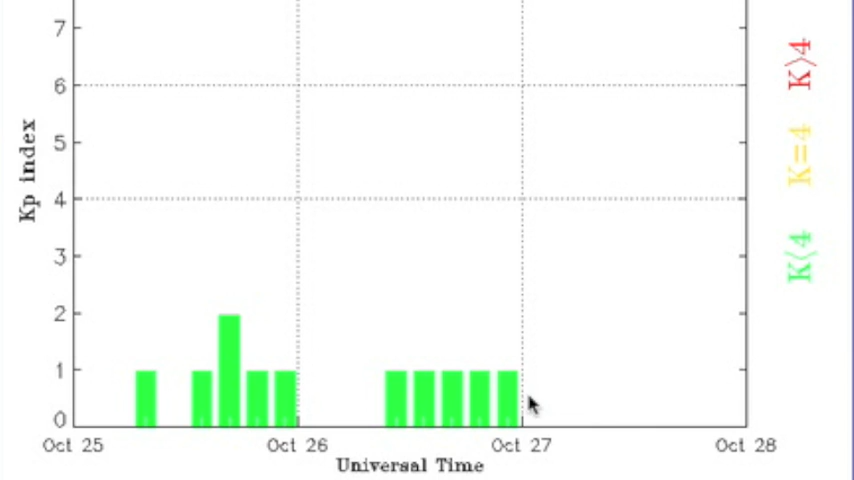 7
6
5
4
3
2
1
0
Kp index
Oct 25
Oct 26
Oct 27
Oct 28
Universal Time
K>4
K=4
K<4